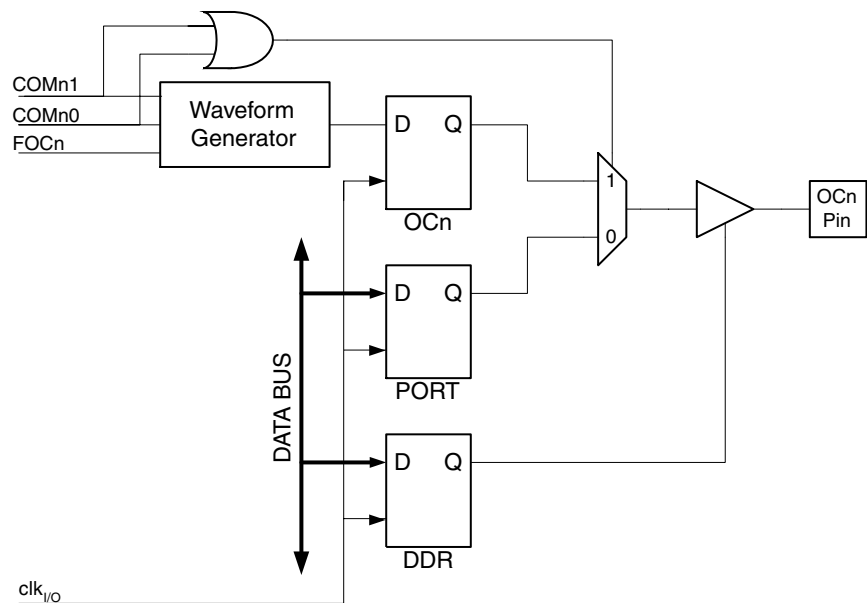 COMn1
COMn0
FOCn
Waveform
Generator
D Q
OCn
1
0
OCn
Pin
D Q
PORT
DATA BUS
D Q
DDR
clkI/O